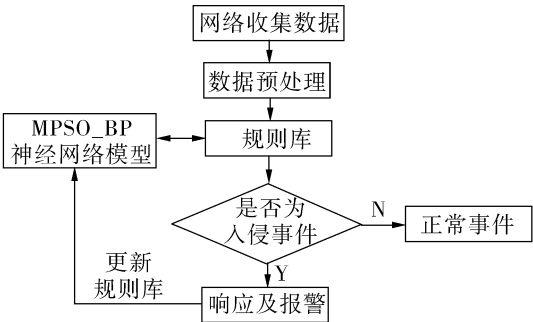 网络收集数据
数据预处理
MPSO_BP
神经网络模型
规则库
是否为
入侵事件
N
正常事件
Y
更新
规则库
响应及报警